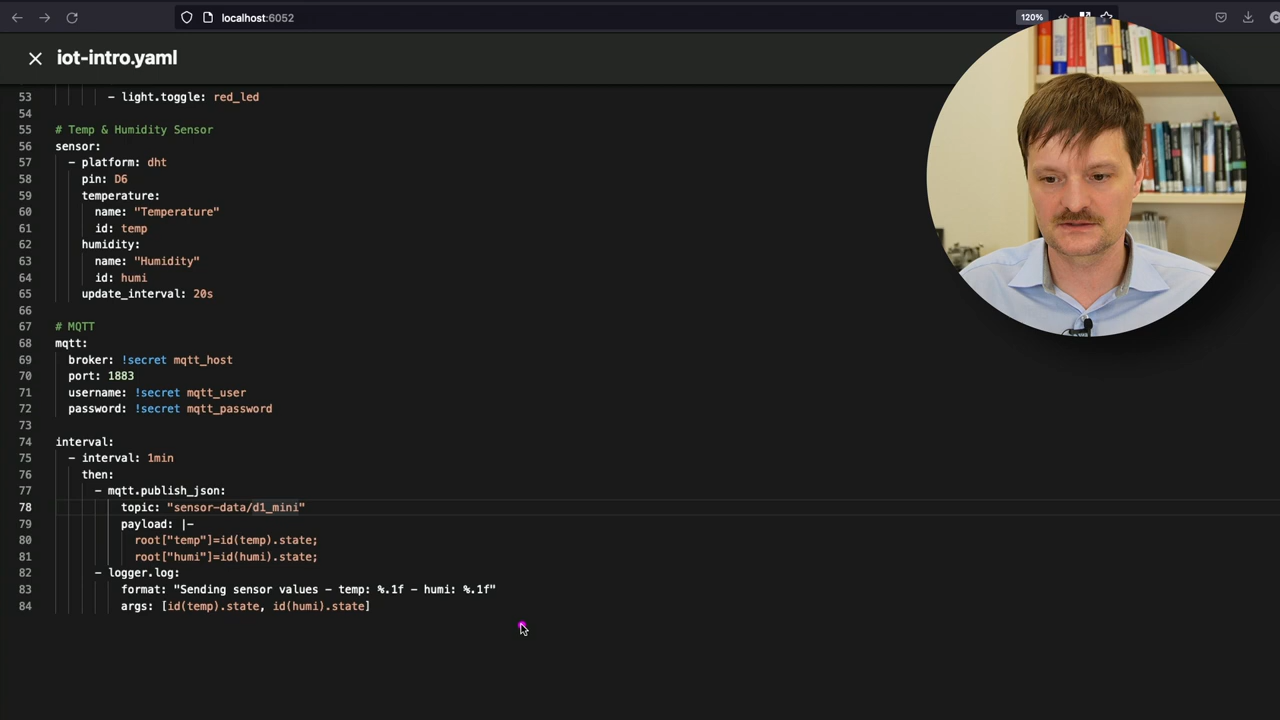 localhost:6052
120%
iot-intro.yaml
53 - light.toggle: red_led
54
55 # Temp & Humidity Sensor
56 sensor:
57 - platform: dht
58 pin: D6
59 temperature:
60 name: "Temperature"
61 id: temp
62 humidity:
63 name: "Humidity"
64 id: humi
65 update_interval: 20s
66
67 # MQTT
68 mqtt:
69 broker: !secret mqtt_host
70 port: 1883
71 username: !secret mqtt_user
72 password: !secret mqtt_password
73
74 interval:
75 - interval: 1min
76 then:
77 - mqtt.publish_json:
78 topic: "sensor-data/d1_mini"
79 payload: |-
80 root["temp"]=id(temp).state;
81 root["humi"]=id(humi).state;
82 - logger.log:
83 format: "Sending sensor values - temp: %.1f - humi: %.1f"
84 args: [id(temp).state, id(humi).state]